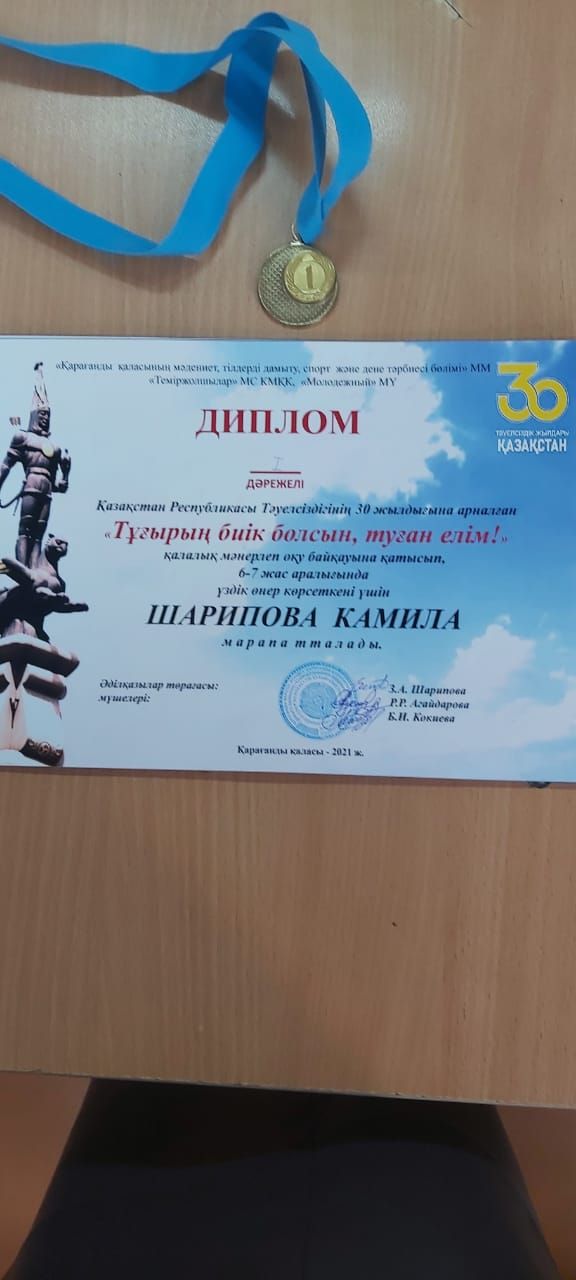 1
«Қарағанды қаласының мәдениет, тілдерді дамыту, спорт және дене тәрбиесі бөлімі» ММ
«Теміржолшылар» МС КМҚК, «Молодежный» МҮ
30
ТӘУЕЛСІЗДІК ЖЫЛДАРЫ
ҚАЗАҚСТАН
ДИПЛОМ
I
ДӘРЕЖЕЛІ
Қазақстан Республикасы Тәуелсіздігінің 30 жылдығына арналған
«Тұғырың биік болсын, туған елім!»
қалалық мәнерлеп оқу байқауына қатысып,
6-7 жас аралығында
үздік өнер көрсеткені үшін
ШАРИПОВА КАМИЛА
марапатталады.
Әділқазылар төрағасы: З.А. Шарипова
мүшелері: Р.Р. Агайдарова
Б.И. Кокиева
Қарағанды қаласы - 2021 ж.